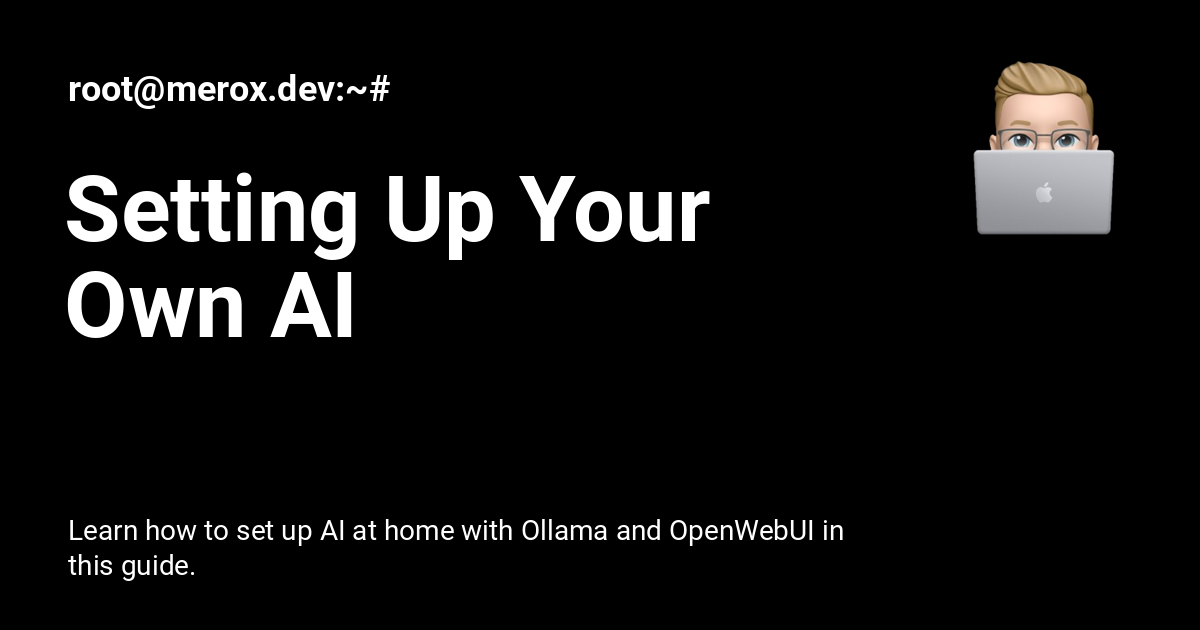 root@merox.dev:~#
Setting Up Your
Own AI
Learn how to set up AI at home with Ollama and OpenWebUI in
this guide.